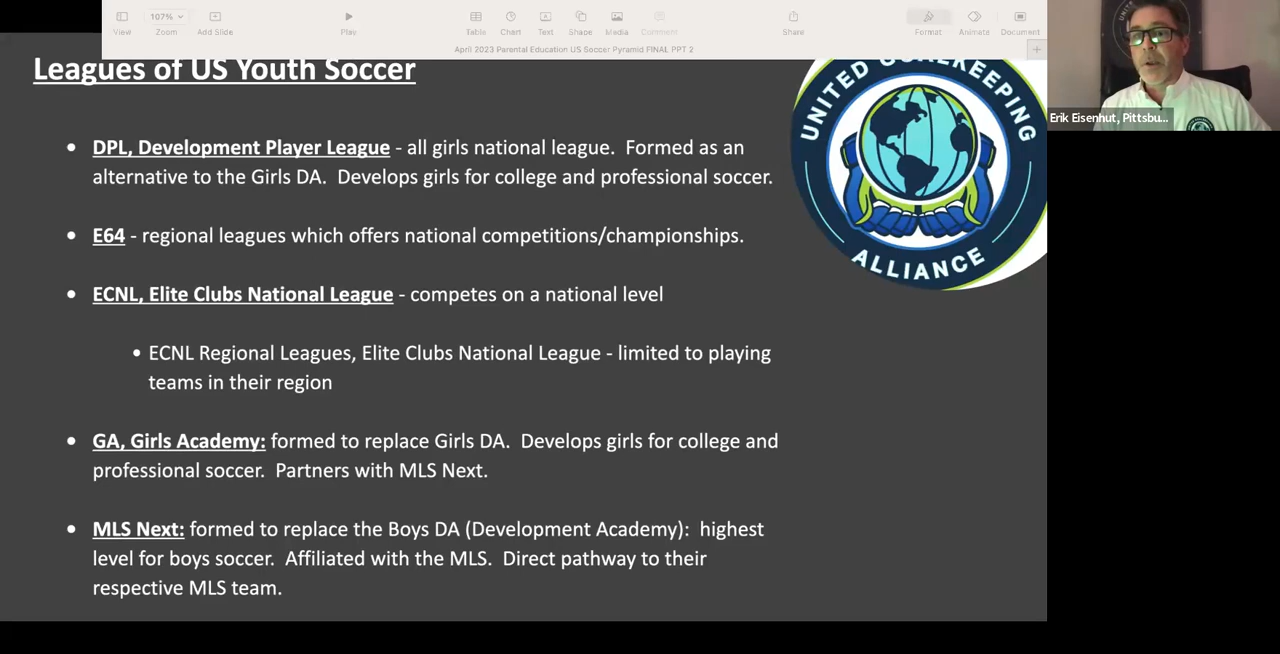 107%
View
Zoom
Add Slide
Play
Table
Chart
Text
Shape
Media
Comment
Share
Format
Animate
Document
April 2023 Parental Education US Soccer Pyramid FINAL PPT 2
Leagues of US Youth Soccer
UNITED GOALKEEPING
ALLIANCE
Erik Eisenhut, Pittsbu...
• DPL, Development Player League - all girls national league. Formed as an
alternative to the Girls DA. Develops girls for college and professional soccer.
• E64 - regional leagues which offers national competitions/championships.
• ECNL, Elite Clubs National League - competes on a national level
• ECNL Regional Leagues, Elite Clubs National League - limited to playing
teams in their region
• GA, Girls Academy: formed to replace Girls DA. Develops girls for college and
professional soccer. Partners with MLS Next.
• MLS Next: formed to replace the Boys DA (Development Academy): highest
level for boys soccer. Affiliated with the MLS. Direct pathway to their
respective MLS team.